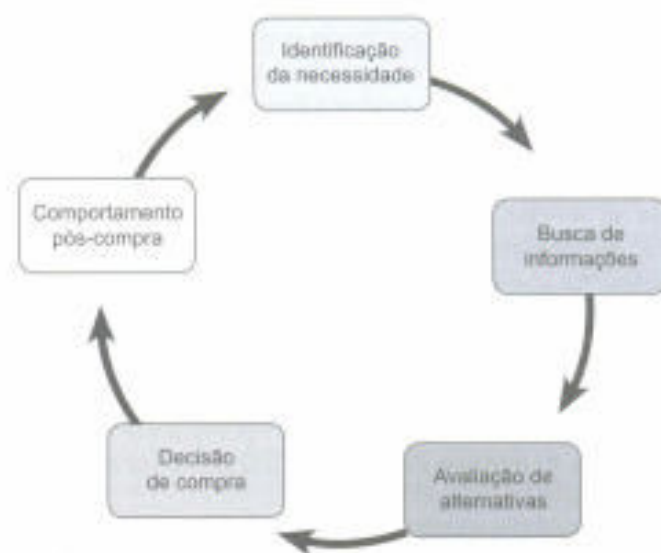 Identificação
da necessidade
Busca de
informações
Avaliação de
alternativas
Decisão
de compra
Comportamento
pós-compra